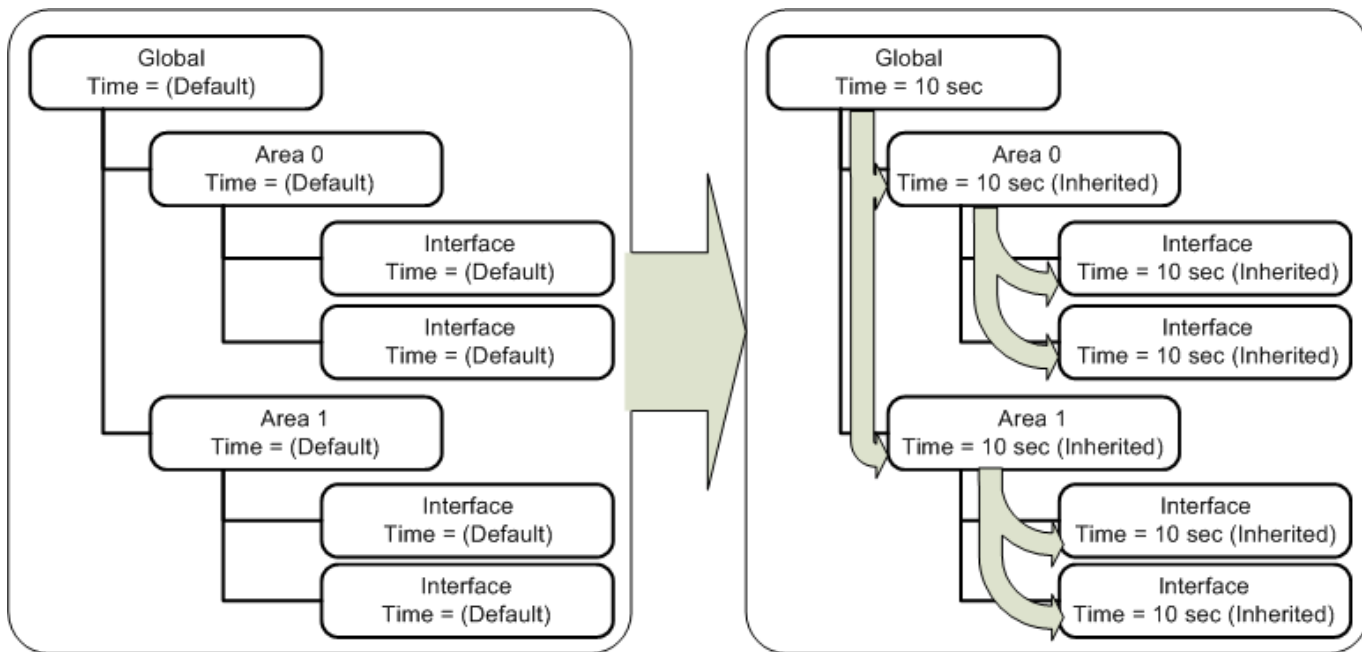 Global
Time = (Default)
Area 0
Time = (Default)
Interface
Time = (Default)
Interface
Time = (Default)
Area 1
Time = (Default)
Interface
Time = (Default)
Interface
Time = (Default)
Global
Time = 10 sec
Area 0
Time = 10 sec (Inherited)
Interface
Time = 10 sec (Inherited)
Interface
Time = 10 sec (Inherited)
Area 1
Time = 10 sec (Inherited)
Interface
Time = 10 sec (Inherited)
Interface
Time = 10 sec (Inherited)